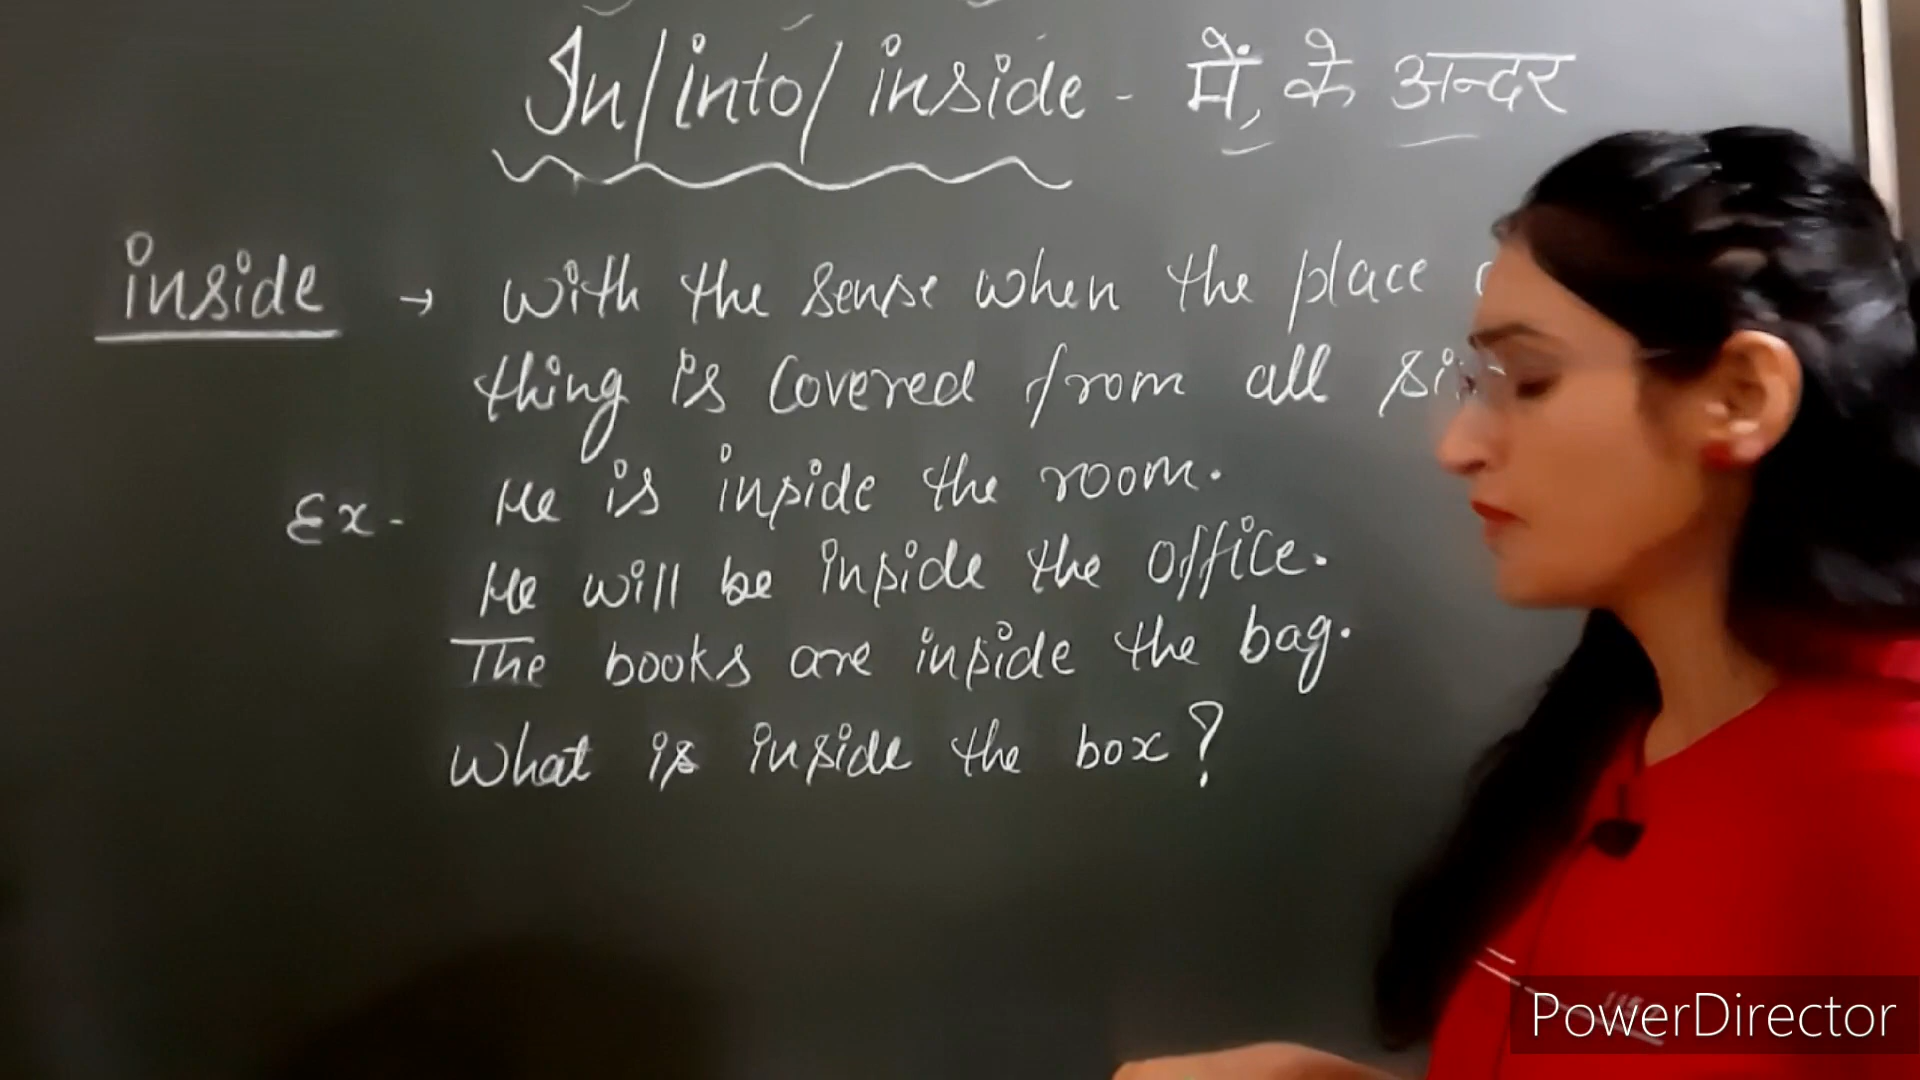 In/into/inside - में, के अन्दर
inside → with the sense when the place
thing is covered from all
Ex- He is inside the room.
He will be inside the office.
The books are inside the bag.
What is inside the box?
PowerDirector